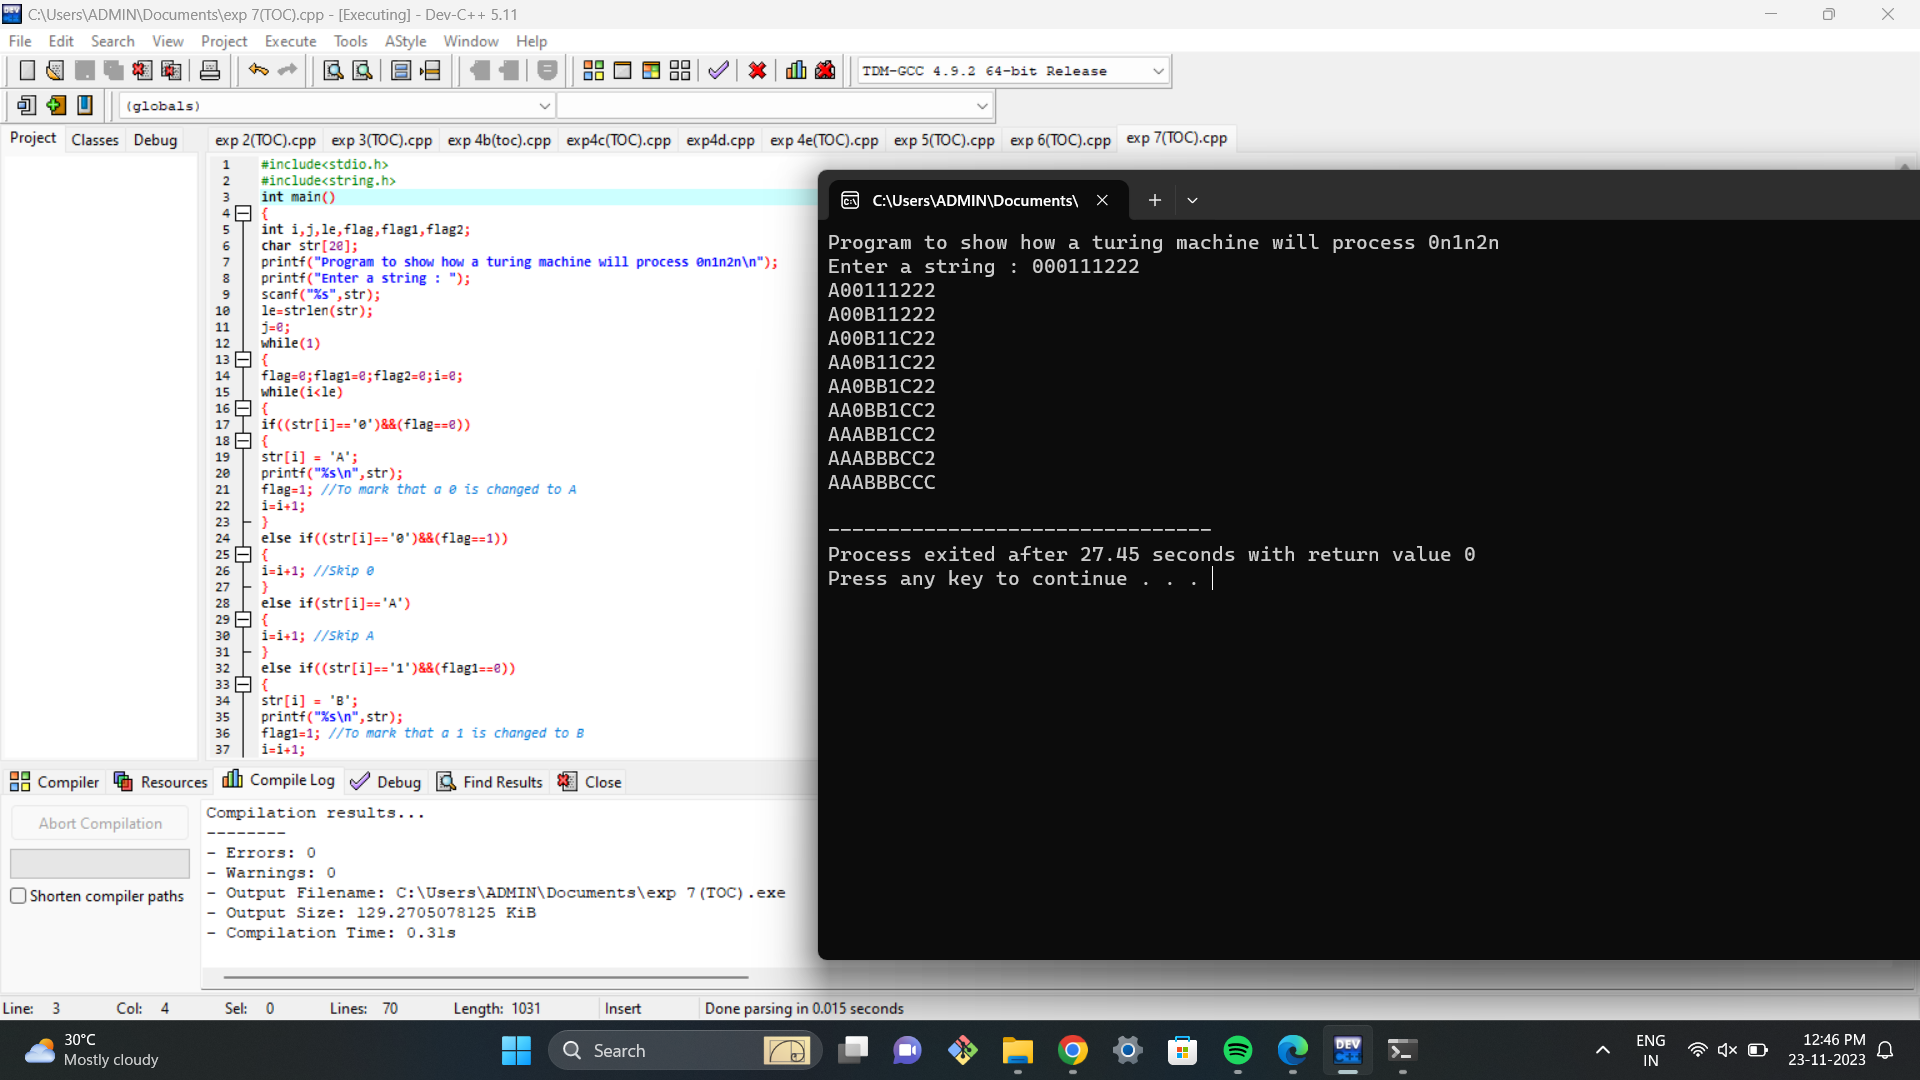 C:\Users\ADMIN\Documents\exp 7(TOC).cpp - [Executing] - Dev-C++ 5.11
File Edit Search View Project Execute Tools AStyle Window Help
TDM-GCC 4.9.2 64-bit Release
(globals)
Project Classes Debug
exp 2(TOC).cpp exp 3(TOC).cpp exp 4b(toc).cpp exp4c(TOC).cpp exp4d.cpp exp 4e(TOC).cpp exp 5(TOC).cpp exp 6(TOC).cpp exp 7(TOC).cpp
1 #include<stdio.h>
2 #include<string.h>
3 int main()
4 {
5 int i,j,le,flag,flag1,flag2;
6 char str[20];
7 printf("Program to show how a turing machine will process 0n1n2n\n");
8 printf("Enter a string : ");
9 scanf("%s",str);
10 le=strlen(str);
11 j=0;
12 while(1)
13 {
14 flag=0;flag1=0;flag2=0;i=0;
15 while(i<le)
16 {
17 if((str[i]=='0')&&(flag==0))
18 {
19 str[i] = 'A';
20 printf("%s\n",str);
21 flag=1; //To mark that a 0 is changed to A
22 i=i+1;
23 }
24 else if((str[i]=='0')&&(flag==1))
25 {
26 i=i+1; //Skip 0
27 }
28 else if(str[i]=='A')
29 {
30 i=i+1; //Skip A
31 }
32 else if((str[i]=='1')&&(flag1==0))
33 {
34 str[i] = 'B';
35 printf("%s\n",str);
36 flag1=1; //To mark that a 1 is changed to B
37 i=i+1;
C:\Users\ADMIN\Documents\
Program to show how a turing machine will process 0n1n2n
Enter a string : 000111222
A00111222
A00B11222
A00B11C22
AA0B11C22
AA0BB1C22
AA0BB1CC2
AAABB1CC2
AAABBBCC2
AAABBBCCC
--------------------------------
Process exited after 27.45 seconds with return value 0
Press any key to continue . . .
Compiler Resources Compile Log Debug Find Results Close
Abort Compilation
Shorten compiler paths
Compilation results...
--------
- Errors: 0
- Warnings: 0
- Output Filename: C:\Users\ADMIN\Documents\exp 7(TOC).exe
- Output Size: 129.2705078125 KiB
- Compilation Time: 0.31s
Line: 3 Col: 4 Sel: 0 Lines: 70 Length: 1031 Insert Done parsing in 0.015 seconds
30°C
Mostly cloudy
Search
DEV
C++
ENG
IN
12:46 PM
23-11-2023